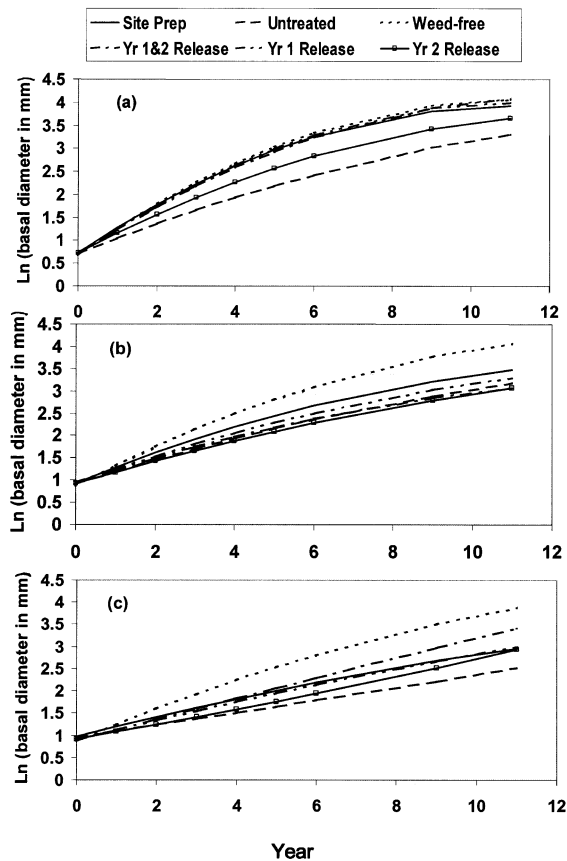 Site Prep Untreated Weed-free
Yr 1&2 Release Yr 1 Release Yr 2 Release
(a)
Ln (basal diameter in mm)
4.5
4
3.5
3
2.5
2
1.5
1
0.5
0
0 2 4 6 8 10 12
(b)
Ln (basal diameter in mm)
4.5
3.5
3
2.5
2
1.5
1
0.5
0
0 2 4 6 8 10 12
(c)
Ln (basal diameter in mm)
4.5
4
3.5
3
2.5
2
1.5
1
0.5
0
0 2 4 6 8 10 12
Year